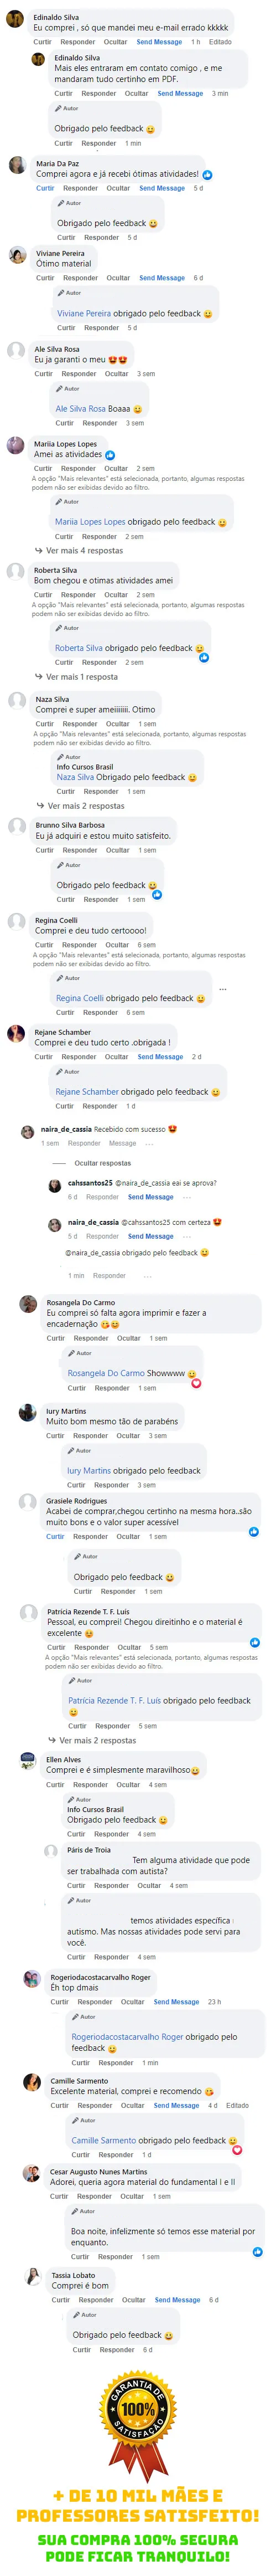 Edinaldo Silva
Eu comprei , só que mandei meu e-mail errado kkkkk
Curtir Responder Ocultar Send Message 1 h Editado
Edinaldo Silva
Mais eles entraram em contato comigo , e me
mandaram tudo certinho em PDF.
Curtir Responder Ocultar Send Message 3 min
Autor
Obrigado pelo feedback
Curtir Responder 1 min
Maria Da Paz
Comprei agora e já recebi ótimas atividades!
Curtir Responder Ocultar Send Message 5 d
Autor
Obrigado pelo feedback
Curtir Responder 5 d
Viviane Pereira
Ótimo material
Curtir Responder Ocultar Send Message 6 d
Autor
Viviane Pereira obrigado pelo feedback
Curtir Responder 5 d
Ale Silva Rosa
Eu ja garanti o meu
Curtir Responder Ocultar 3 sem
Autor
Ale Silva Rosa Boaaa
Curtir Responder 3 sem
Mariia Lopes Lopes
Amei as atividades
Curtir Responder Ocultar 2 sem
A opção "Mais relevantes" está selecionada, portanto, algumas respostas
podem não ser exibidas devido ao filtro.
Autor
Mariia Lopes Lopes obrigado pelo feedback
Curtir Responder 2 sem
Ver mais 4 respostas
Roberta Silva
Bom chegou e otimas atividades amei
Curtir Responder Ocultar 2 sem
A opção "Mais relevantes" está selecionada, portanto, algumas respostas
podem não ser exibidas devido ao filtro.
Autor
Roberta Silva obrigado pelo feedback
Curtir Responder 2 sem
Ver mais 1 resposta
Naza Silva
Comprei e super ameiiiiiii. Otimo
Curtir Responder Ocultar 1 sem
A opção "Mais relevantes" está selecionada, portanto, algumas respostas
podem não ser exibidas devido ao filtro.
Autor
Info Cursos Brasil
Naza Silva Obrigado pelo feedback
Curtir Responder 1 sem
Ver mais 2 respostas
Brunno Silva Barbosa
Eu já adquiri e estou muito satisfeito.
Curtir Responder Ocultar 1 sem
Autor
Obrigado pelo feedback
Curtir Responder 1 sem
Regina Coelli
Comprei e deu tudo certoooo!
Curtir Responder Ocultar 6 sem
A opção "Mais relevantes" está selecionada, portanto, algumas respostas
podem não ser exibidas devido ao filtro.
Autor
Regina Coelli obrigado pelo feedback
Curtir Responder 6 sem
Rejane Schamber
Comprei e deu tudo certo .obrigada !
Curtir Responder Ocultar Send Message 2 d
Autor
Rejane Schamber obrigado pelo feedback
Curtir Responder 1 d
naira_de_cassia Recebido com sucesso
1 sem Responder Message ...
Ocultar respostas
cahssantos25 @naira_de_cassia eai se aprova?
6 d Responder Send Message ...
naira_de_cassia @cahssantos25 com certeza
5 d Responder Send Message ...
@naira_de_cassia obrigado pelo feedback
1 min Responder ...
Rosangela Do Carmo
Eu comprei só falta agora imprimir e fazer a
encadernação
Curtir Responder Ocultar 1 sem
Autor
Rosangela Do Carmo Showwww
Curtir Responder 1 sem
Iury Martins
Muito bom mesmo tão de parabéns
Curtir Responder Ocultar 3 sem
Autor
Iury Martins obrigado pelo feedback
Curtir Responder 3 sem
Grasiele Rodrigues
Acabei de comprar,chegou certinho na mesma hora..são
muito bons e o valor super acessível
Curtir Responder Ocultar 1 sem
Autor
Obrigado pelo feedback
Curtir Responder 1 sem
Patrícia Rezende T. F. Luís
Pessoal, eu comprei! Chegou direitinho e o material é
excelente
Curtir Responder Ocultar 5 sem
A opção "Mais relevantes" está selecionada, portanto, algumas respostas
podem não ser exibidas devido ao filtro.
Autor
Patrícia Rezende T. F. Luís obrigado pelo feedback
Curtir Responder 5 sem
Ver mais 2 respostas
Ellen Alves
Comprei e é simplesmente maravilhoso
Curtir Responder Ocultar 4 sem
Autor
Info Cursos Brasil
Obrigado pelo feedback
Curtir Responder 4 sem
Páris de Troia
Tem alguma atividade que pode
ser trabalhada com autista?
Curtir Responder Ocultar 4 sem
Autor
temos atividades específica
autismo. Mas nossas atividades pode servi para
você.
Curtir Responder 4 sem
Rogeriodacostacarvalho Roger
Éh top dmais
Curtir Responder Ocultar Send Message 23 h
Autor
Rogeriodacostacarvalho Roger obrigado pelo
feedback
Curtir Responder 1 min
Camille Sarmento
Excelente material, comprei e recomendo
Curtir Responder Ocultar Send Message 4 d Editado
Autor
Camille Sarmento obrigado pelo feedback
Curtir Responder 1 d
Cesar Augusto Nunes Martins
Adorei, queria agora material do fundamental I e II
Curtir Responder Ocultar 1 sem
Autor
Boa noite, infelizmente só temos esse material por
enquanto.
Curtir Responder 1 sem
Tassia Lobato
Comprei é bom
Curtir Responder Ocultar Send Message 6 d
Autor
Obrigado pelo feedback
Curtir Responder 6 d
GARANTIA DE
100%
SATISFAÇÃO
+ DE 10 MIL MÃES E
PROFESSORES SATISFEITO!
SUA COMPRA 100% SEGURA
PODE FICAR TRANQUILO!